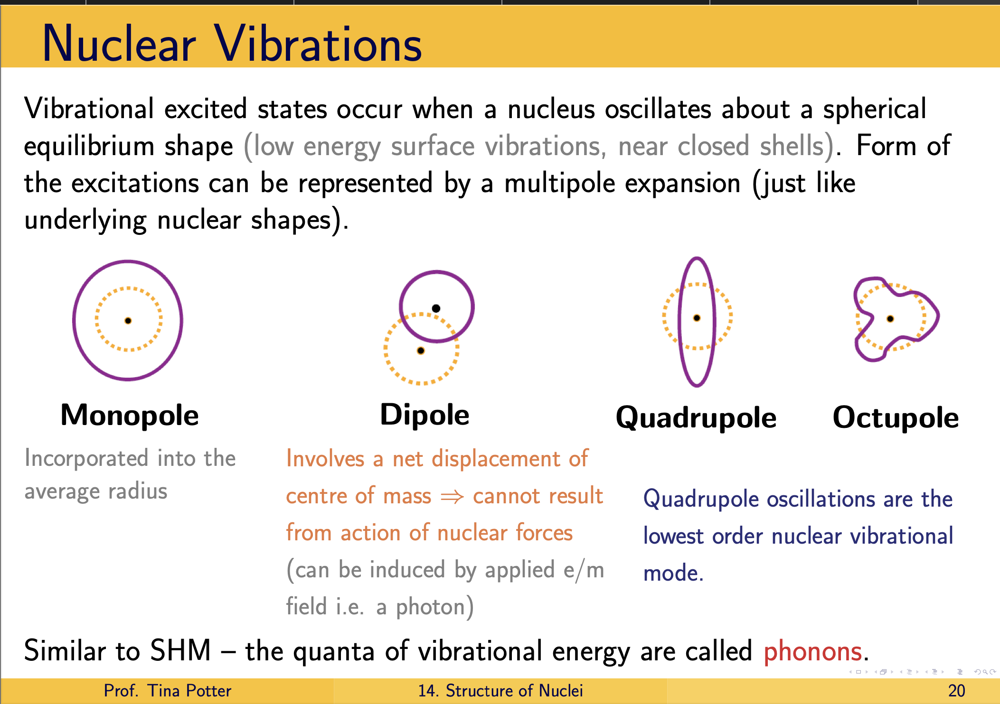 Nuclear Vibrations
Vibrational excited states occur when a nucleus oscillates about a spherical
equilibrium shape (low energy surface vibrations, near closed shells). Form of
the excitations can be represented by a multipole expansion (just like
underlying nuclear shapes).
Monopole
Incorporated into the
average radius
Dipole
Involves a net displacement of
centre of mass ⇒ cannot result
from action of nuclear forces
(can be induced by applied e/m
field i.e. a photon)
Quadrupole
Octupole
Quadrupole oscillations are the
lowest order nuclear vibrational
mode.
Similar to SHM – the quanta of vibrational energy are called phonons.
Prof. Tina Potter
14. Structure of Nuclei
20